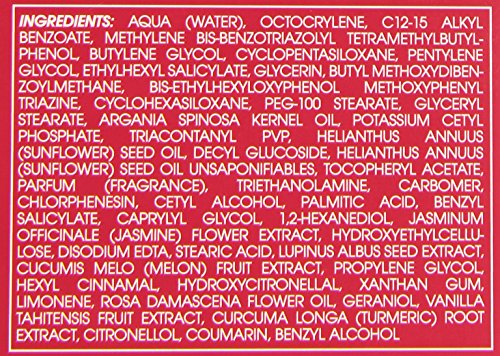 INGREDIENTS: AQUA (WATER), OCTOCRYLENE, C12-15 ALKYL
BENZOATE, METHYLENE BIS-BENZOTRIAZOLYL TETRAMETHYLBUTYL-
PHENOL, BUTYLENE GLYCOL, CYCLOPENTASILOXANE, PENTYLENE
GLYCOL, ETHYLHEXYL SALICYLATE, GLYCERIN, BUTYL METHOXYDIBEN-
ZOYLMETHANE, BIS-ETHYLHEXYLOXYPHENOL METHOXYPHENYL
TRIAZINE, CYCLOHEXASILOXANE, PEG-100 STEARATE, GLYCERYL
STEARATE, ARGANIA SPINOSA KERNEL OIL, POTASSIUM CETYL
PHOSPHATE, TRIACONTANYL PVP, HELIANTHUS ANNUUS
(SUNFLOWER) SEED OIL, DECYL GLUCOSIDE, HELIANTHUS ANNUUS
(SUNFLOWER) SEED OIL UNSAPONIFIABLES, TOCOPHERYL ACETATE,
PARFUM (FRAGRANCE), TRIETHANOLAMINE, CARBOMER,
CHLORPHENESIN, CETYL ALCOHOL, PALMITIC ACID, BENZYL
SALICYLATE, CAPRYLYL GLYCOL, 1,2-HEXANEDIOL, JASMINUM
OFFICINALE (JASMINE) FLOWER EXTRACT, HYDROXYETHYLCELLU-
LOSE, DISODIUM EDTA, STEARIC ACID, LUPINUS ALBUS SEED EXTRACT,
CUCUMIS MELO (MELON) FRUIT EXTRACT, PROPYLENE GLYCOL,
HEXYL CINNAMAL, HYDROXYCITRONELLAL, XANTHAN GUM,
LIMONENE, ROSA DAMASCENA FLOWER OIL, GERANIOL, VANILLA
TAHITENSIS FRUIT EXTRACT, CURCUMA LONGA (TURMERIC) ROOT
EXTRACT, CITRONELLOL, COUMARIN, BENZYL ALCOHOL